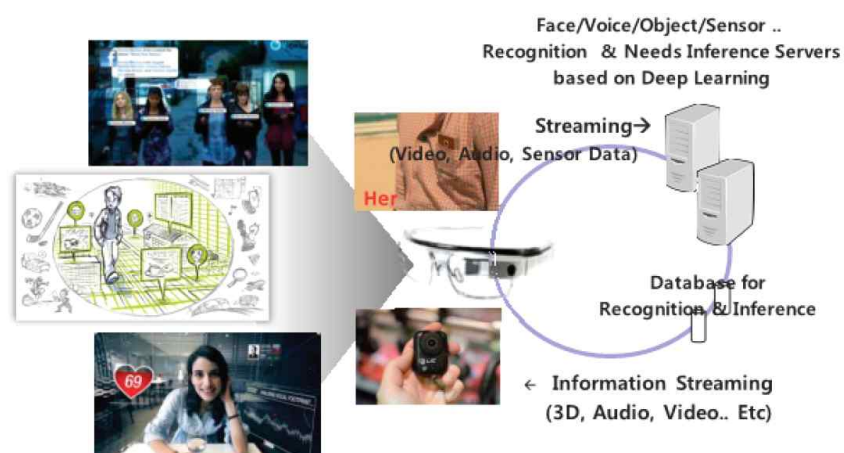 Face/Voice/Object/Sensor ..
Recognition & Needs Inference Servers
based on Deep Learning
Streaming→
(Video, Audio, Sensor Data)
Her
69
Database for
Recognition & Inference
← Information Streaming
(3D, Audio, Video.. Etc)